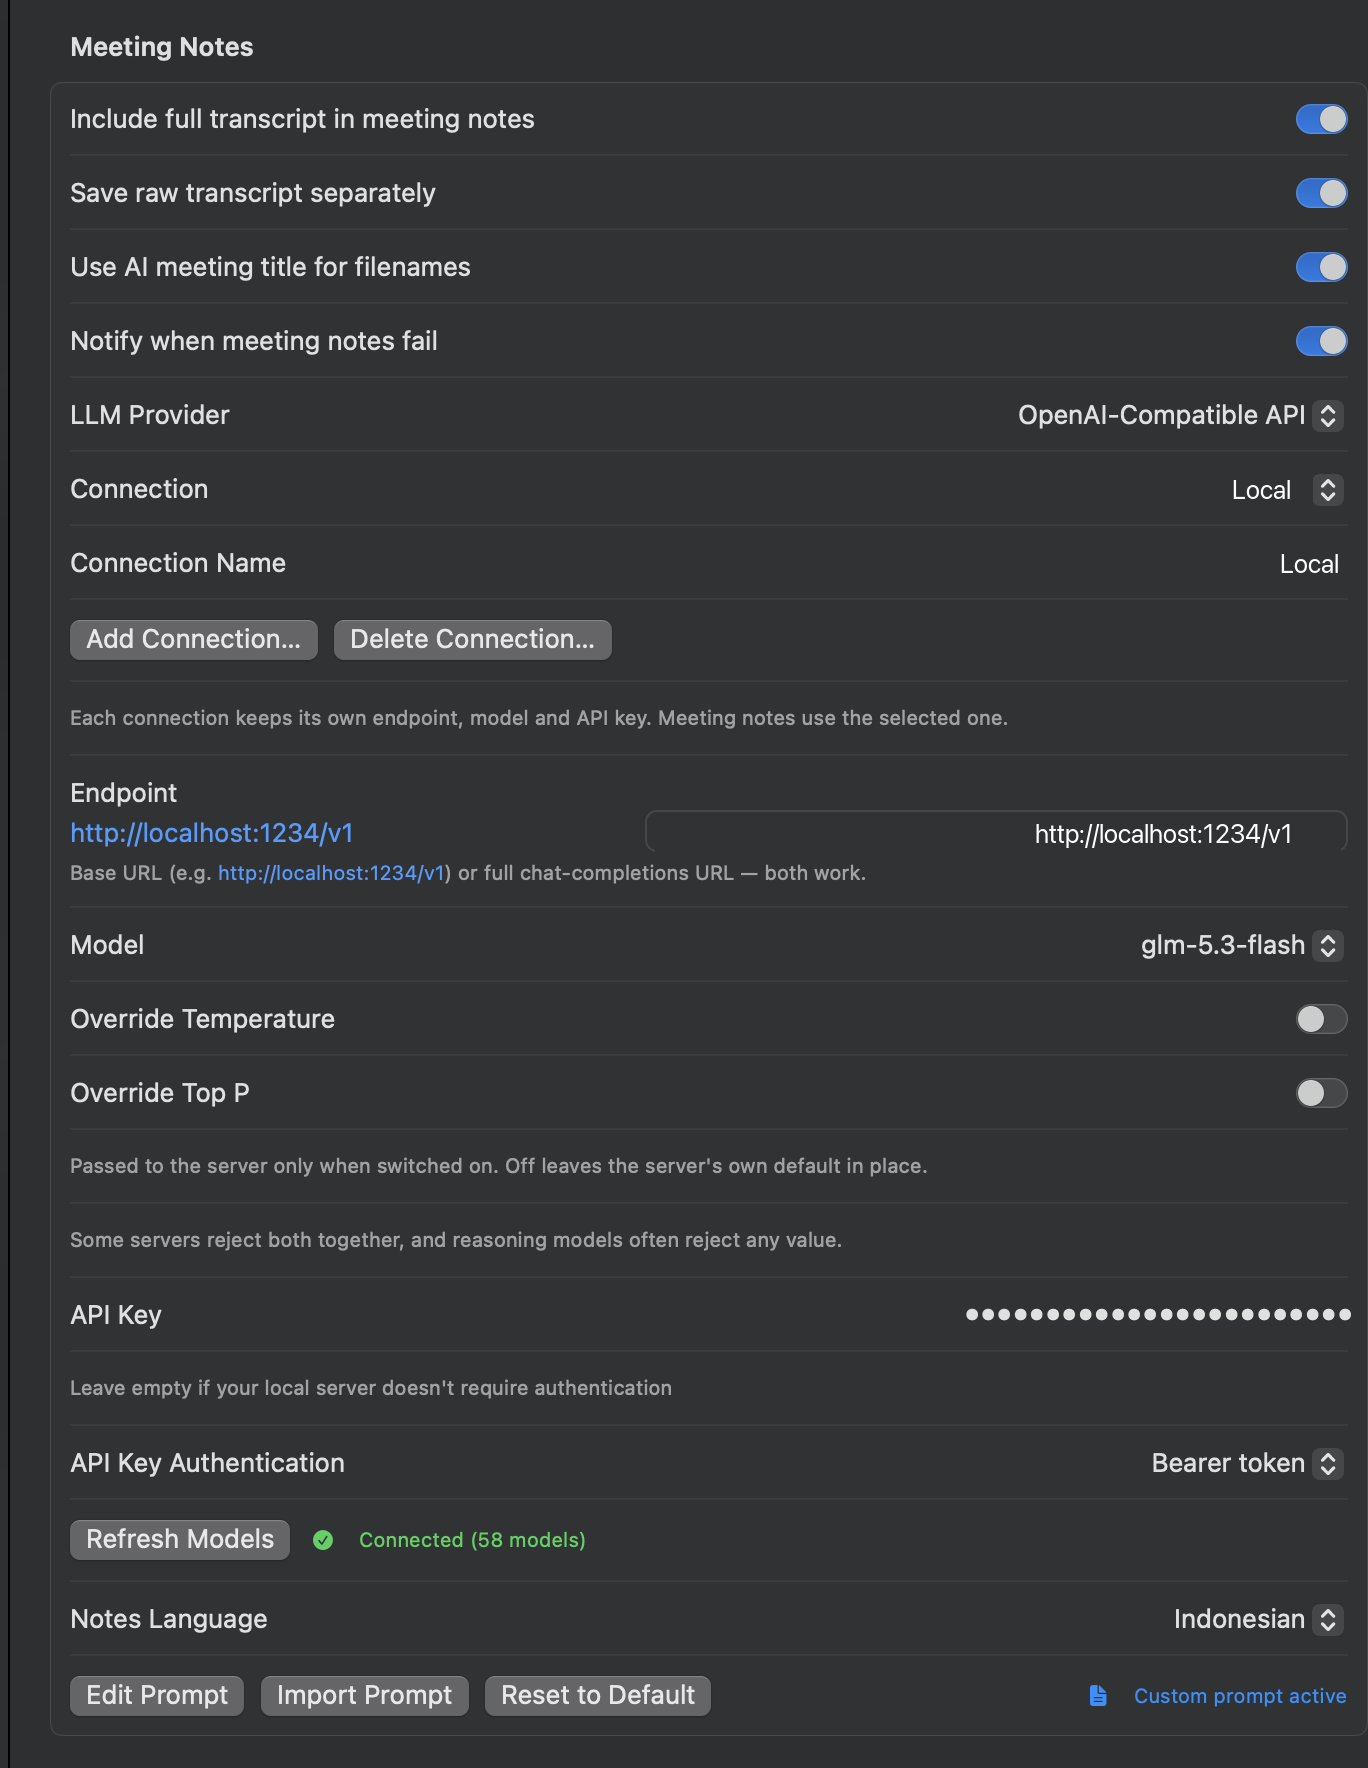 Meeting Notes
Include full transcript in meeting notes
Save raw transcript separately
Use AI meeting title for filenames
Notify when meeting notes fail
LLM Provider OpenAI-Compatible API
Connection Local
Connection Name Local
Add Connection... Delete Connection...
Each connection keeps its own endpoint, model and API key. Meeting notes use the selected one.
Endpoint
http://localhost:1234/v1 http://localhost:1234/v1
Base URL (e.g. http://localhost:1234/v1) or full chat-completions URL — both work.
Model glm-5.3-flash
Override Temperature
Override Top P
Passed to the server only when switched on. Off leaves the server's own default in place.
Some servers reject both together, and reasoning models often reject any value.
API Key ••••••••••••••••••••••••
Leave empty if your local server doesn't require authentication
API Key Authentication Bearer token
Refresh Models Connected (58 models)
Notes Language Indonesian
Edit Prompt Import Prompt Reset to Default Custom prompt active